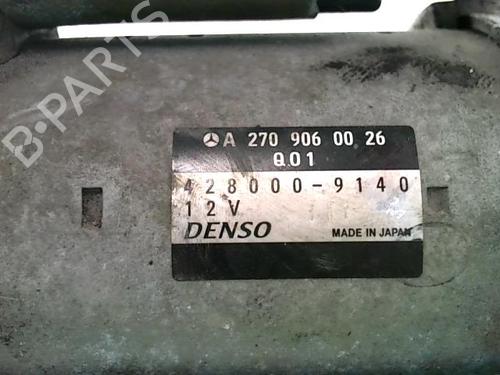 B-PARTS
A 270 906 00 26
Q01
428000-9140
12V
DENSO MADE IN JAPAN